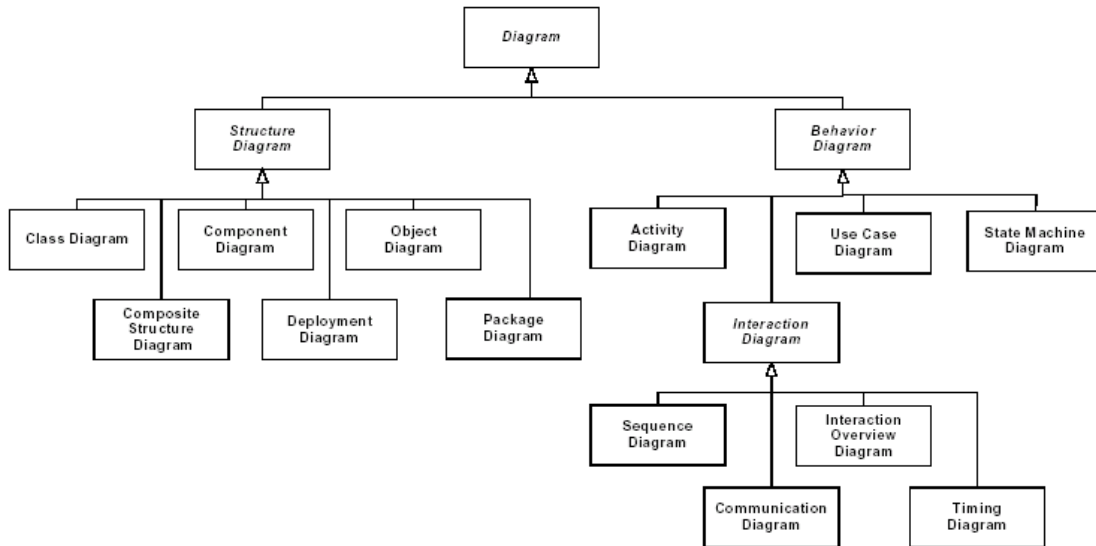 Diagram
Structure
Diagram
Behavior
Diagram
Class Diagram
Component
Diagram
Object
Diagram
Activity
Diagram
Use Case
Diagram
State Machine
Diagram
Composite
Structure
Diagram
Deployment
Diagram
Package
Diagram
Interaction
Diagram
Sequence
Diagram
Interaction
Overview
Diagram
Communication
Diagram
Timing
Diagram